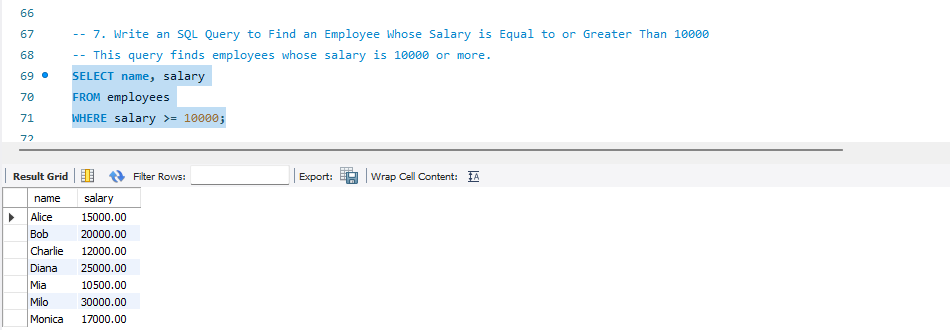 66
67 -- 7. Write an SQL Query to Find an Employee Whose Salary is Equal to or Greater Than 10000
68 -- This query finds employees whose salary is 10000 or more.
69 SELECT name, salary
70 FROM employees
71 WHERE salary >= 10000;
72
Result Grid Filter Rows: Export: Wrap Cell Content: IA
name salary
Alice 15000.00
Bob 20000.00
Charlie 12000.00
Diana 25000.00
Mia 10500.00
Milo 30000.00
Monica 17000.00